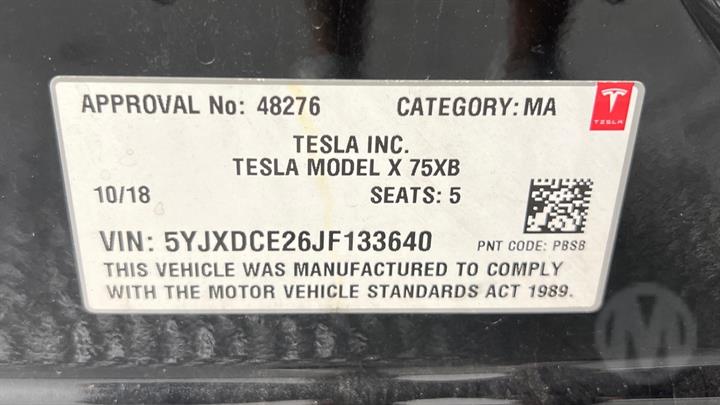 APPROVAL No: 48276 CATEGORY: MA
TESLA
TESLA INC.
TESLA MODEL X 75XB
10/18 SEATS: 5
VIN: 5YJXDCE26JF133640 PNT CODE: PBSB
THIS VEHICLE WAS MANUFACTURED TO COMPLY
WITH THE MOTOR VEHICLE STANDARDS ACT 1989.
M